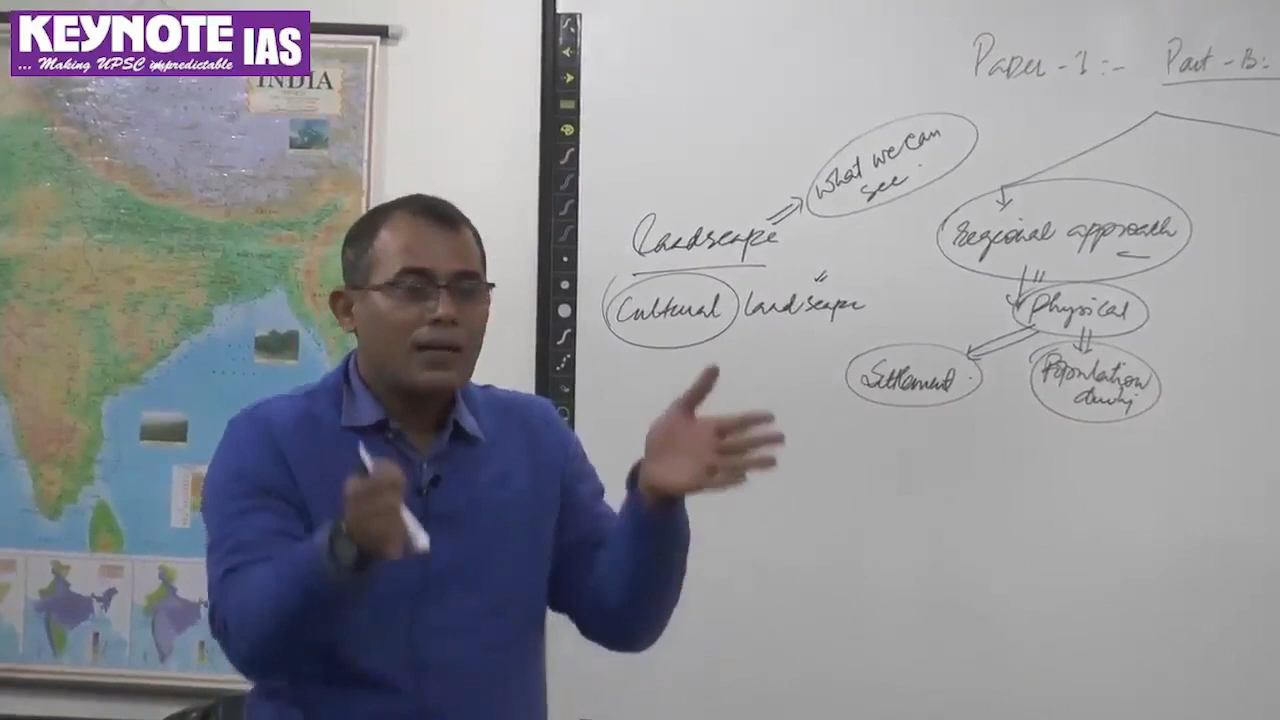 KEYNOTE IAS
... Making UPSC unpredictable
INDIA
Paper - 1 :- Part - B:-
What we can
see.
Landscape
Cultural landscape
Regional approach
Physical
Settlement.
Population